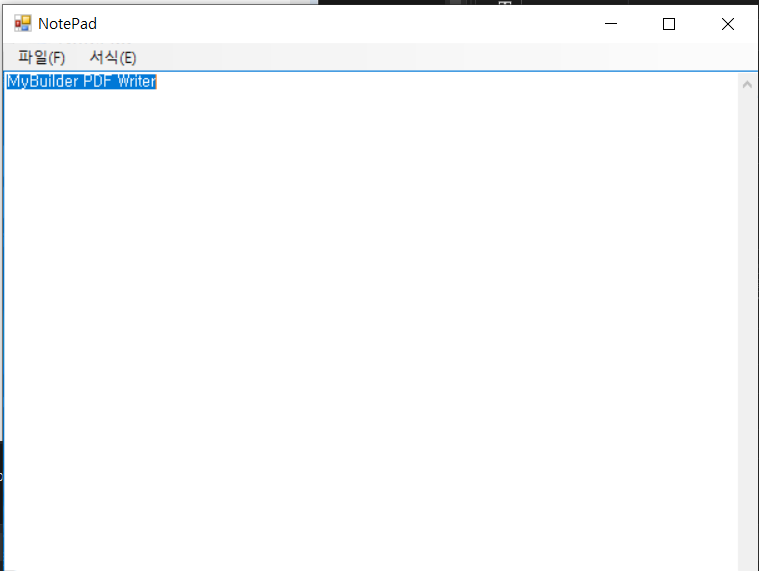 NotePad
파일(F) 서식(E)
MyBuilder PDF Writer